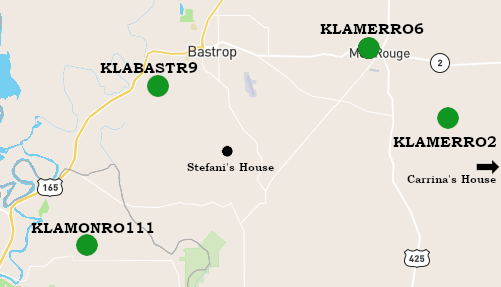 KLAMERRO6
Bastrop
Mer Rouge
2
KLABASTR9
KLAMERRO2
Stefani's House
Carrina's House
165
KLAMONRO111
425